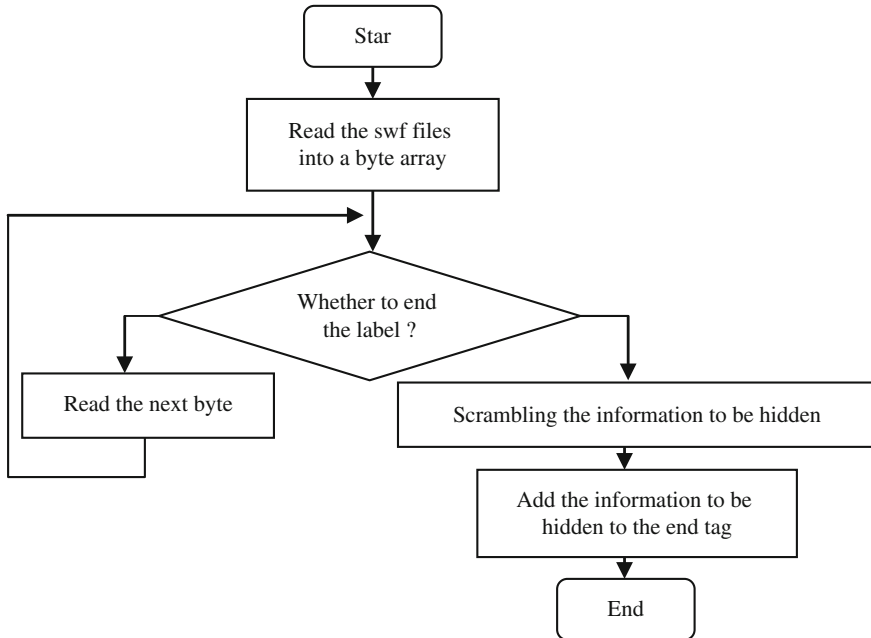 Star
Read the swf files
into a byte array
Whether to end
the label ?
Read the next byte
Scrambling the information to be hidden
Add the information to be
hidden to the end tag
End